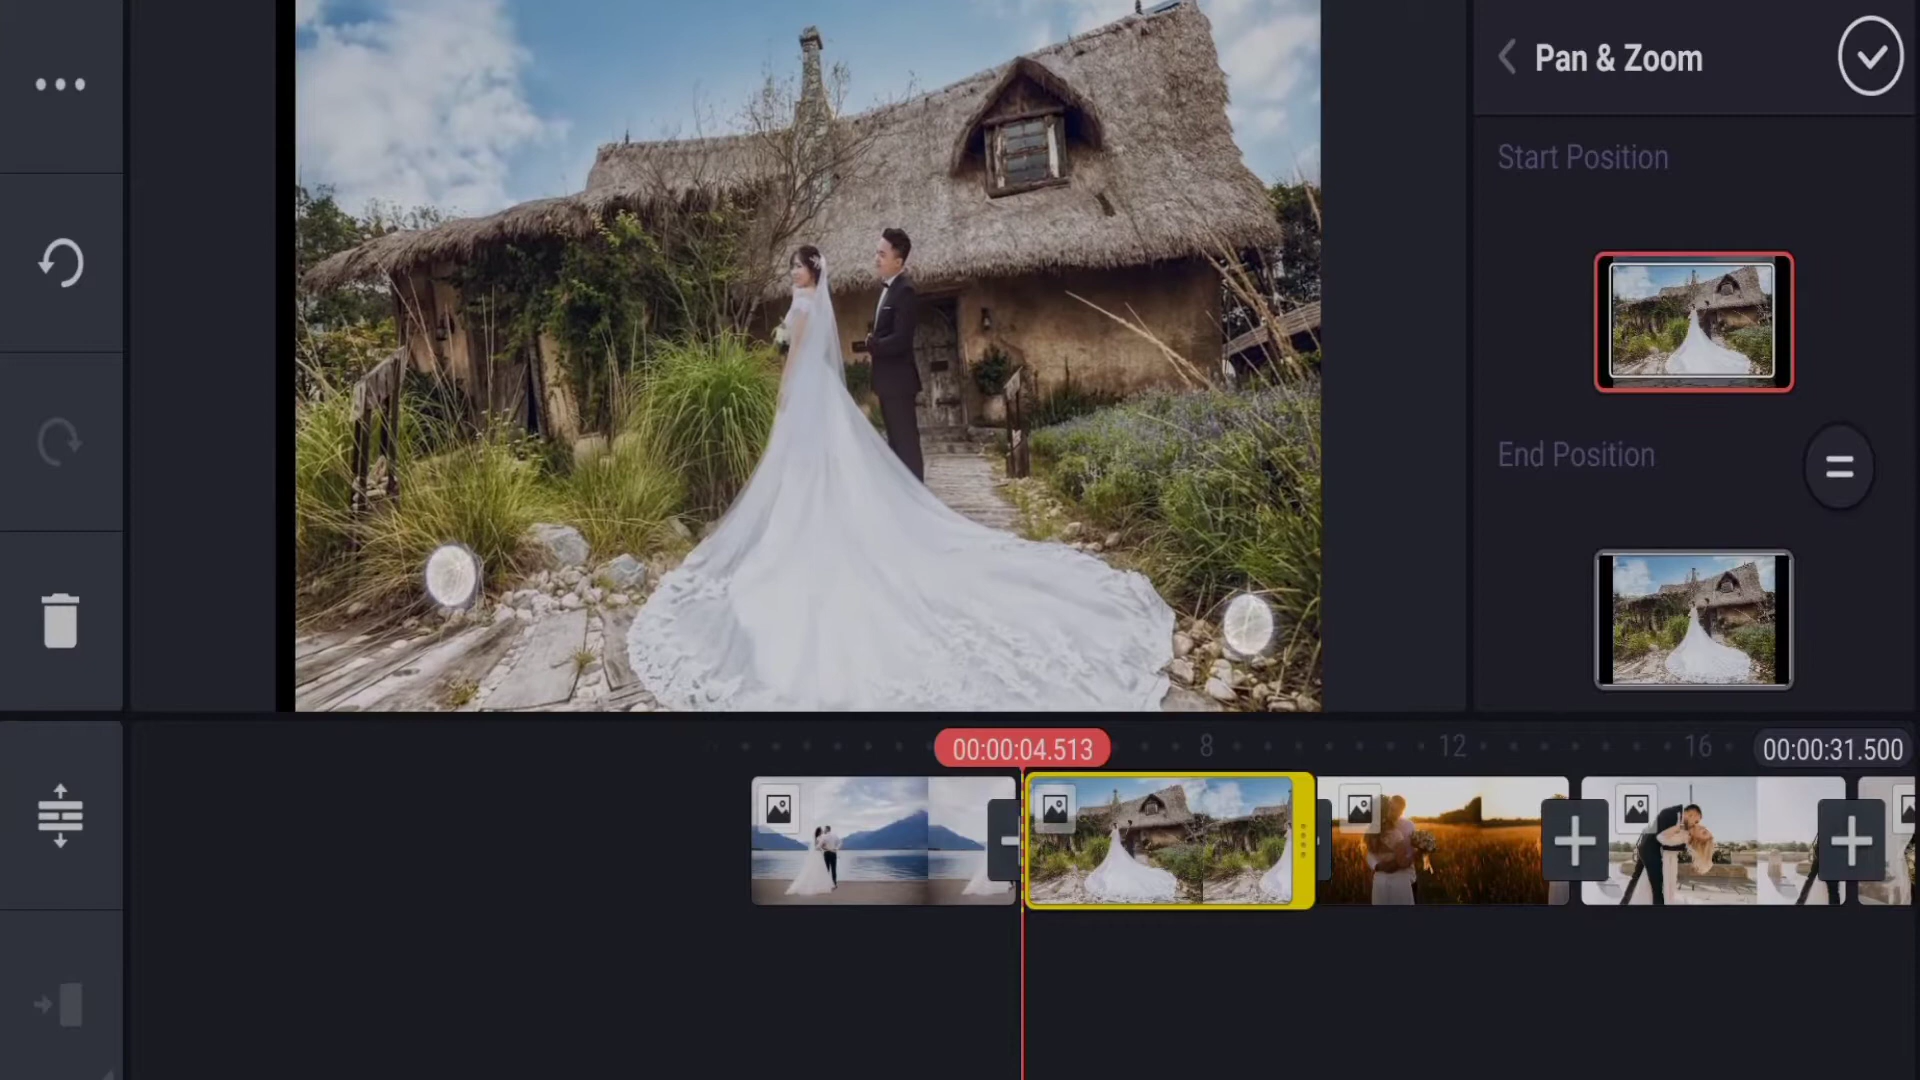 Pan & Zoom
Start Position
End Position
00:00:04.513
8
12
16
00:00:31.500